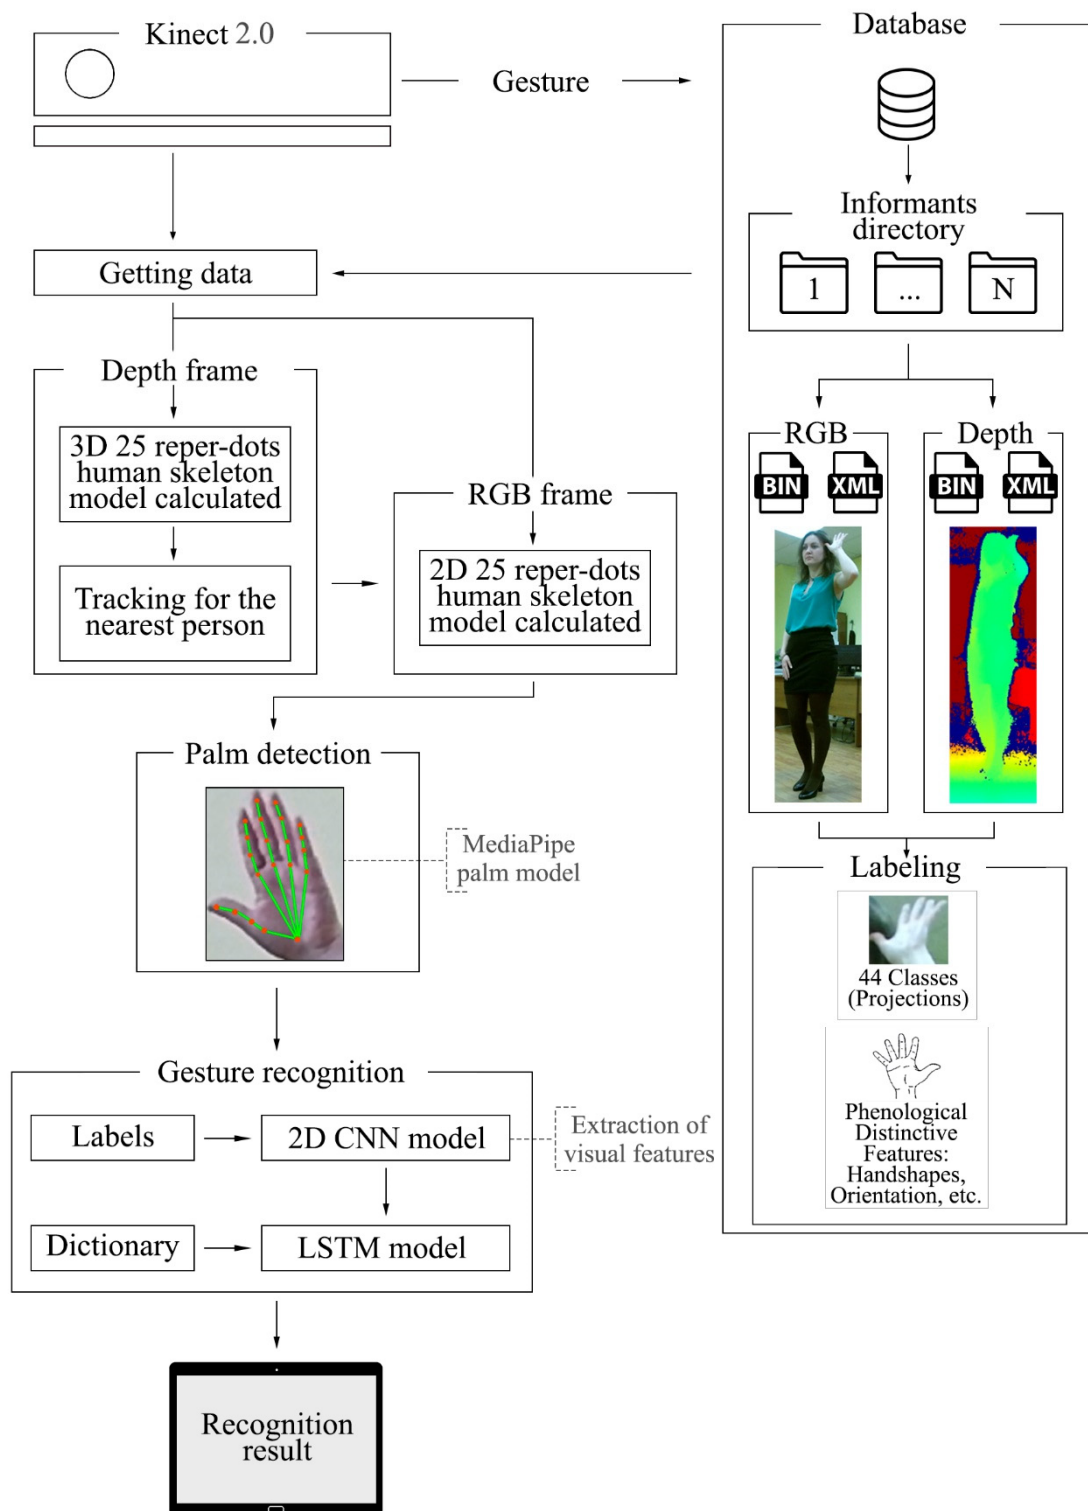 Kinect 2.0
Gesture
Getting data
Depth frame
3D 25 reper-dots
human skeleton
model calculated
Tracking for the
nearest person
RGB frame
2D 25 reper-dots
human skeleton
model calculated
Palm detection
MediaPipe
palm model
Gesture recognition
Labels
2D CNN model
Extraction of
visual features
Dictionary
LSTM model
Recognition
result
Database
Informants
directory
1
...
N
RGB
BIN
XML
Depth
BIN
XML
Labeling
44 Classes
(Projections)
Phenological
Distinctive
Features:
Handshapes,
Orientation, etc.